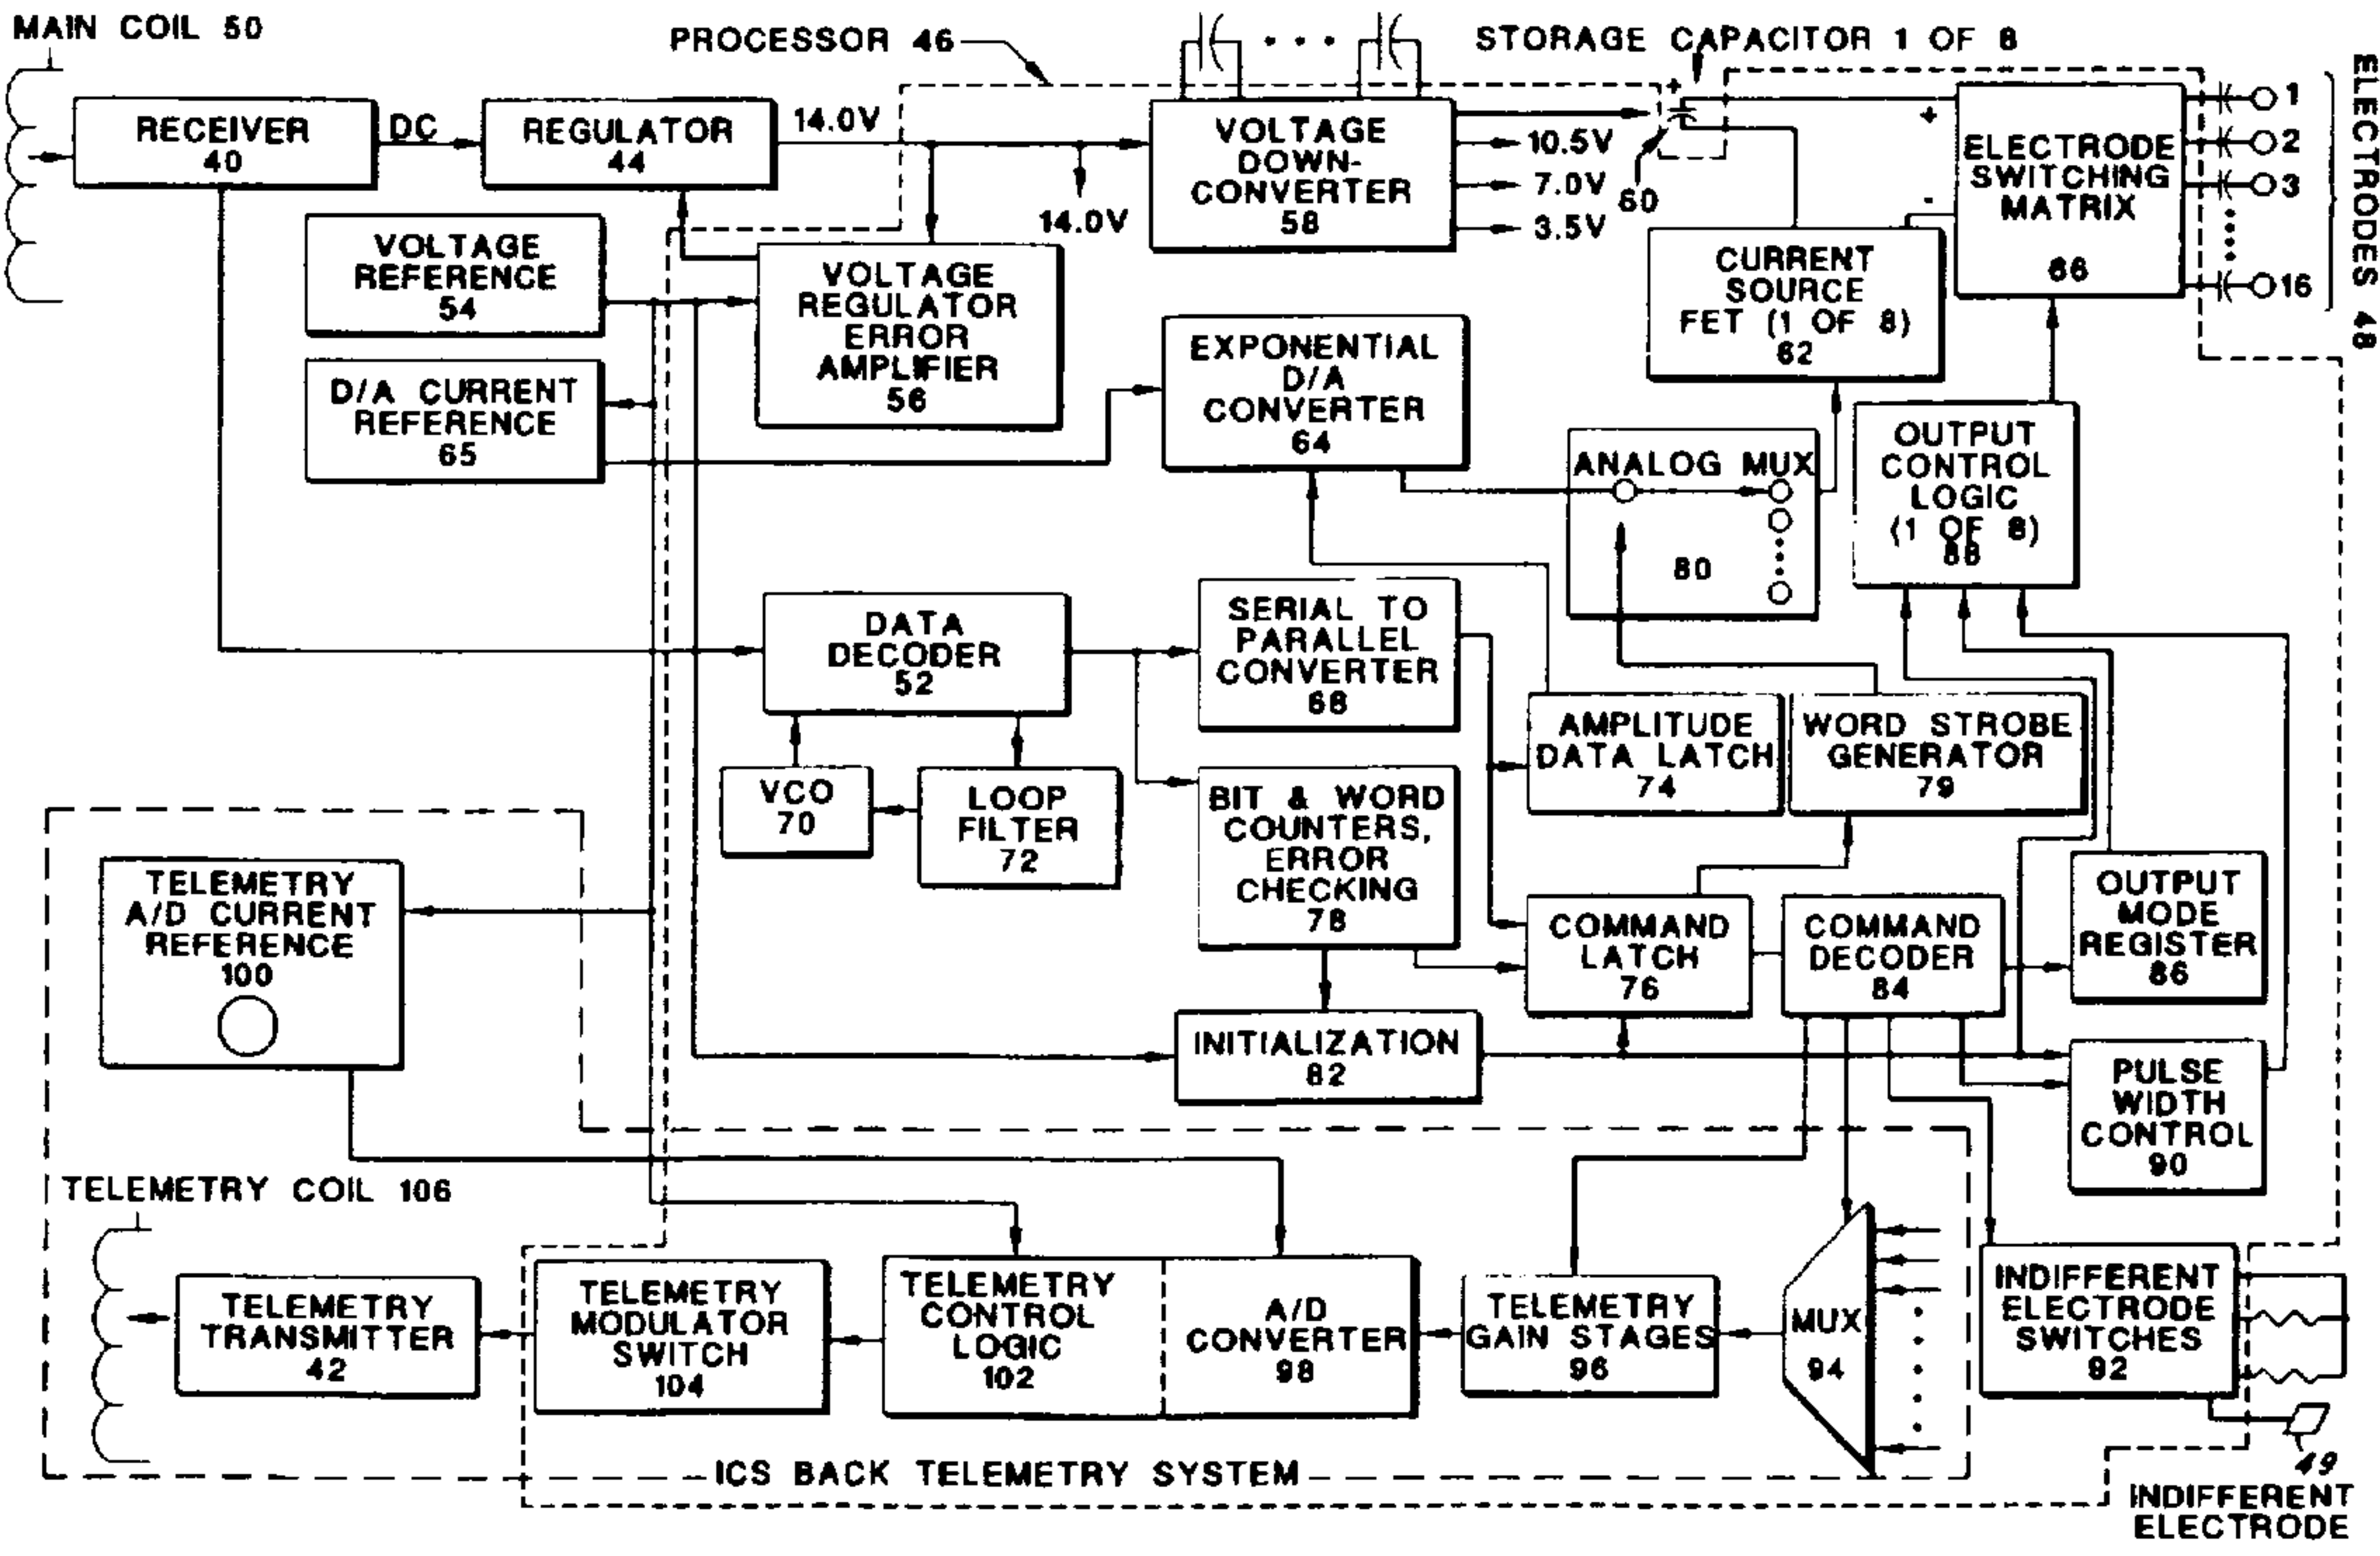 MAIN COIL 50
PROCESSOR 46
STORAGE CAPACITOR 1 OF 8
ELECTRODES 48
RECEIVER
40
DC
REGULATOR
44
14.0V
14.0V
VOLTAGE
DOWN-
CONVERTER
58
10.5V
7.0V
3.5V
+
60
+
-
ELECTRODE
SWITCHING
MATRIX
66
1
2
3
16
VOLTAGE
REFERENCE
54
VOLTAGE
REGULATOR
ERROR
AMPLIFIER
56
D/A CURRENT
REFERENCE
65
EXPONENTIAL
D/A
CONVERTER
64
CURRENT
SOURCE
FET (1 OF 8)
62
ANALOG MUX
80
OUTPUT
CONTROL
LOGIC
(1 OF 8)
88
DATA
DECODER
52
SERIAL TO
PARALLEL
CONVERTER
68
VCO
70
LOOP
FILTER
72
BIT & WORD
COUNTERS,
ERROR
CHECKING
78
AMPLITUDE
DATA LATCH
74
WORD STROBE
GENERATOR
79
TELEMETRY
A/D CURRENT
REFERENCE
100
COMMAND
LATCH
76
COMMAND
DECODER
84
OUTPUT
MODE
REGISTER
86
INITIALIZATION
82
PULSE
WIDTH
CONTROL
90
TELEMETRY COIL 106
TELEMETRY
TRANSMITTER
42
TELEMETRY
MODULATOR
SWITCH
104
TELEMETRY
CONTROL
LOGIC
102
A/D
CONVERTER
98
TELEMETRY
GAIN STAGES
96
MUX
94
INDIFFERENT
ELECTRODE
SWITCHES
92
49
ICS BACK TELEMETRY SYSTEM
INDIFFERENT
ELECTRODE